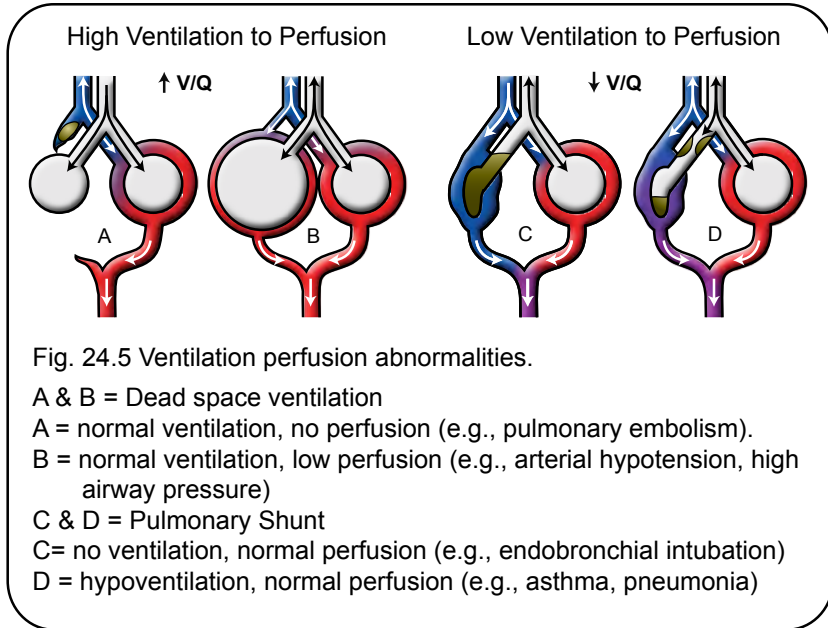 High Ventilation to Perfusion
Low Ventilation to Perfusion
↑ V/Q
↓ V/Q
A
B
C
D
Fig. 24.5 Ventilation perfusion abnormalities.
A & B = Dead space ventilation
A = normal ventilation, no perfusion (e.g., pulmonary embolism).
B = normal ventilation, low perfusion (e.g., arterial hypotension, high
airway pressure)
C & D = Pulmonary Shunt
C= no ventilation, normal perfusion (e.g., endobronchial intubation)
D = hypoventilation, normal perfusion (e.g., asthma, pneumonia)